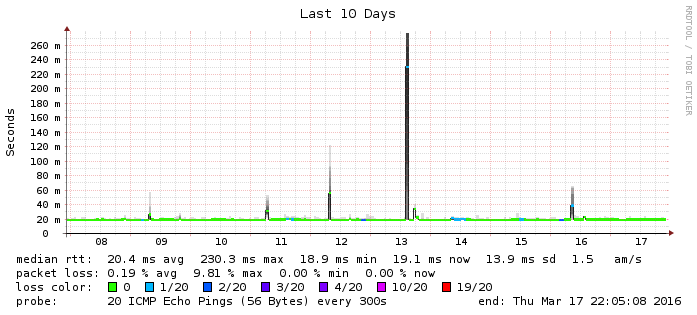 Last 10 Days
RRDTOOL / TOBI OETIKER
Seconds
260 m
240 m
220 m
200 m
180 m
160 m
140 m
120 m
100 m
80 m
60 m
40 m
20 m
0
08 09 10 11 12 13 14 15 16 17
median rtt: 20.4 ms avg 230.3 ms max 18.9 ms min 19.1 ms now 13.9 ms sd 1.5 am/s
packet loss: 0.19 % avg 9.81 % max 0.00 % min 0.00 % now
loss color: 0 1/20 2/20 3/20 4/20 10/20 19/20
probe: 20 ICMP Echo Pings (56 Bytes) every 300s end: Thu Mar 17 22:05:08 2016